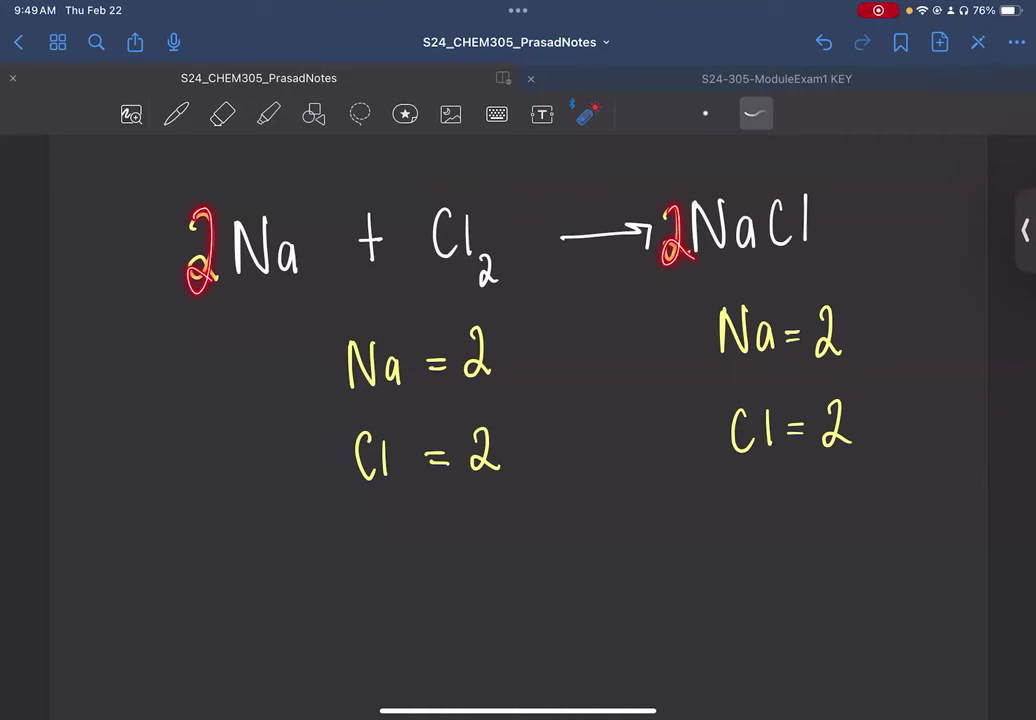 9:49 AM Thu Feb 22
76%
S24_CHEM305_PrasadNotes
S24_CHEM305_PrasadNotes
S24-305-ModuleExam1 KEY
T
2Na + Cl₂ → 2NaCl
Na = 2
Na = 2
Cl = 2
Cl = 2